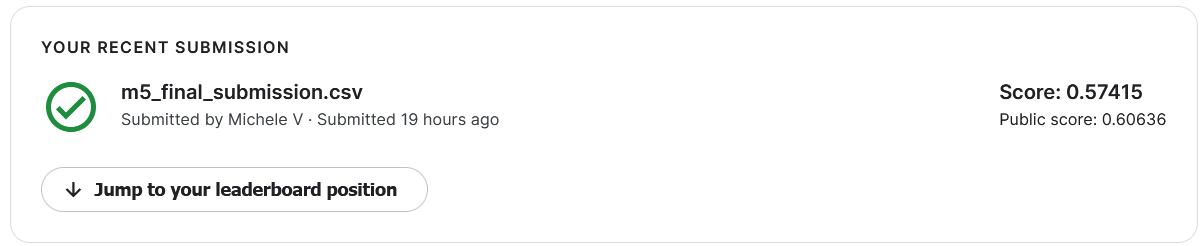 YOUR RECENT SUBMISSION
m5_final_submission.csv
Score: 0.57415
Submitted by Michele V · Submitted 19 hours ago
Public score: 0.60636
Jump to your leaderboard position